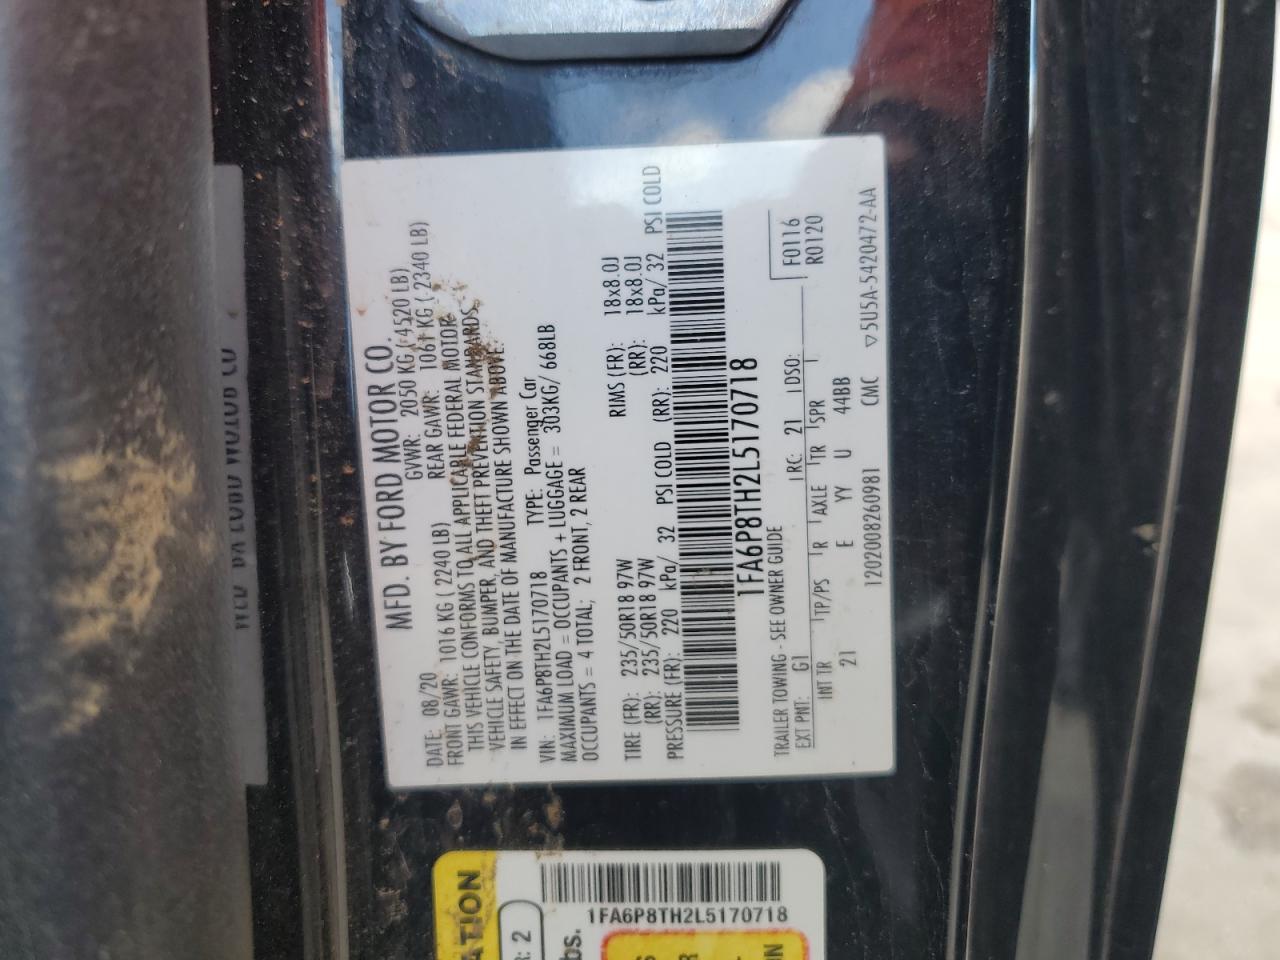 MFD. BY FORD MOTOR CO.
DATE: 08/20 GVWR: 2050 KG ( 4520 LB)
FRONT GAWR: 1016 KG ( 2240 LB) REAR GAWR: 1061 KG ( 2340 LB)
THIS VEHICLE CONFORMS TO ALL APPLICABLE FEDERAL MOTOR
VEHICLE SAFETY, BUMPER, AND THEFT PREVENTION STANDARDS
IN EFFECT ON THE DATE OF MANUFACTURE SHOWN ABOVE.
VIN: 1FA6P8TH2L5170718 TYPE: Passenger Car
MAXIMUM LOAD = OCCUPANTS + LUGGAGE = 303KG/ 668LB
OCCUPANTS = 4 TOTAL; 2 FRONT, 2 REAR
TIRE (FR): 235/50R18 97W RIMS (FR): 18x8.0J
(RR): 235/50R18 97W (RR): 18x8.0J
PRESSURE (FR): 220 kPa/ 32 PSI COLD (RR): 220 kPa/ 32 PSI COLD
1FA6P8TH2L5170718
TRAILER TOWING - SEE OWNER GUIDE
EXT PNT: G1 RC: 21 DSO: F0116
R0120
INT TR TP/PS R AXLE TR SPR
21 E YY U 44BB
1202008260981 CMC ▽5U5A-5420472-AA
ATION
R: 2
1FA6P8TH2L5170718
bs.